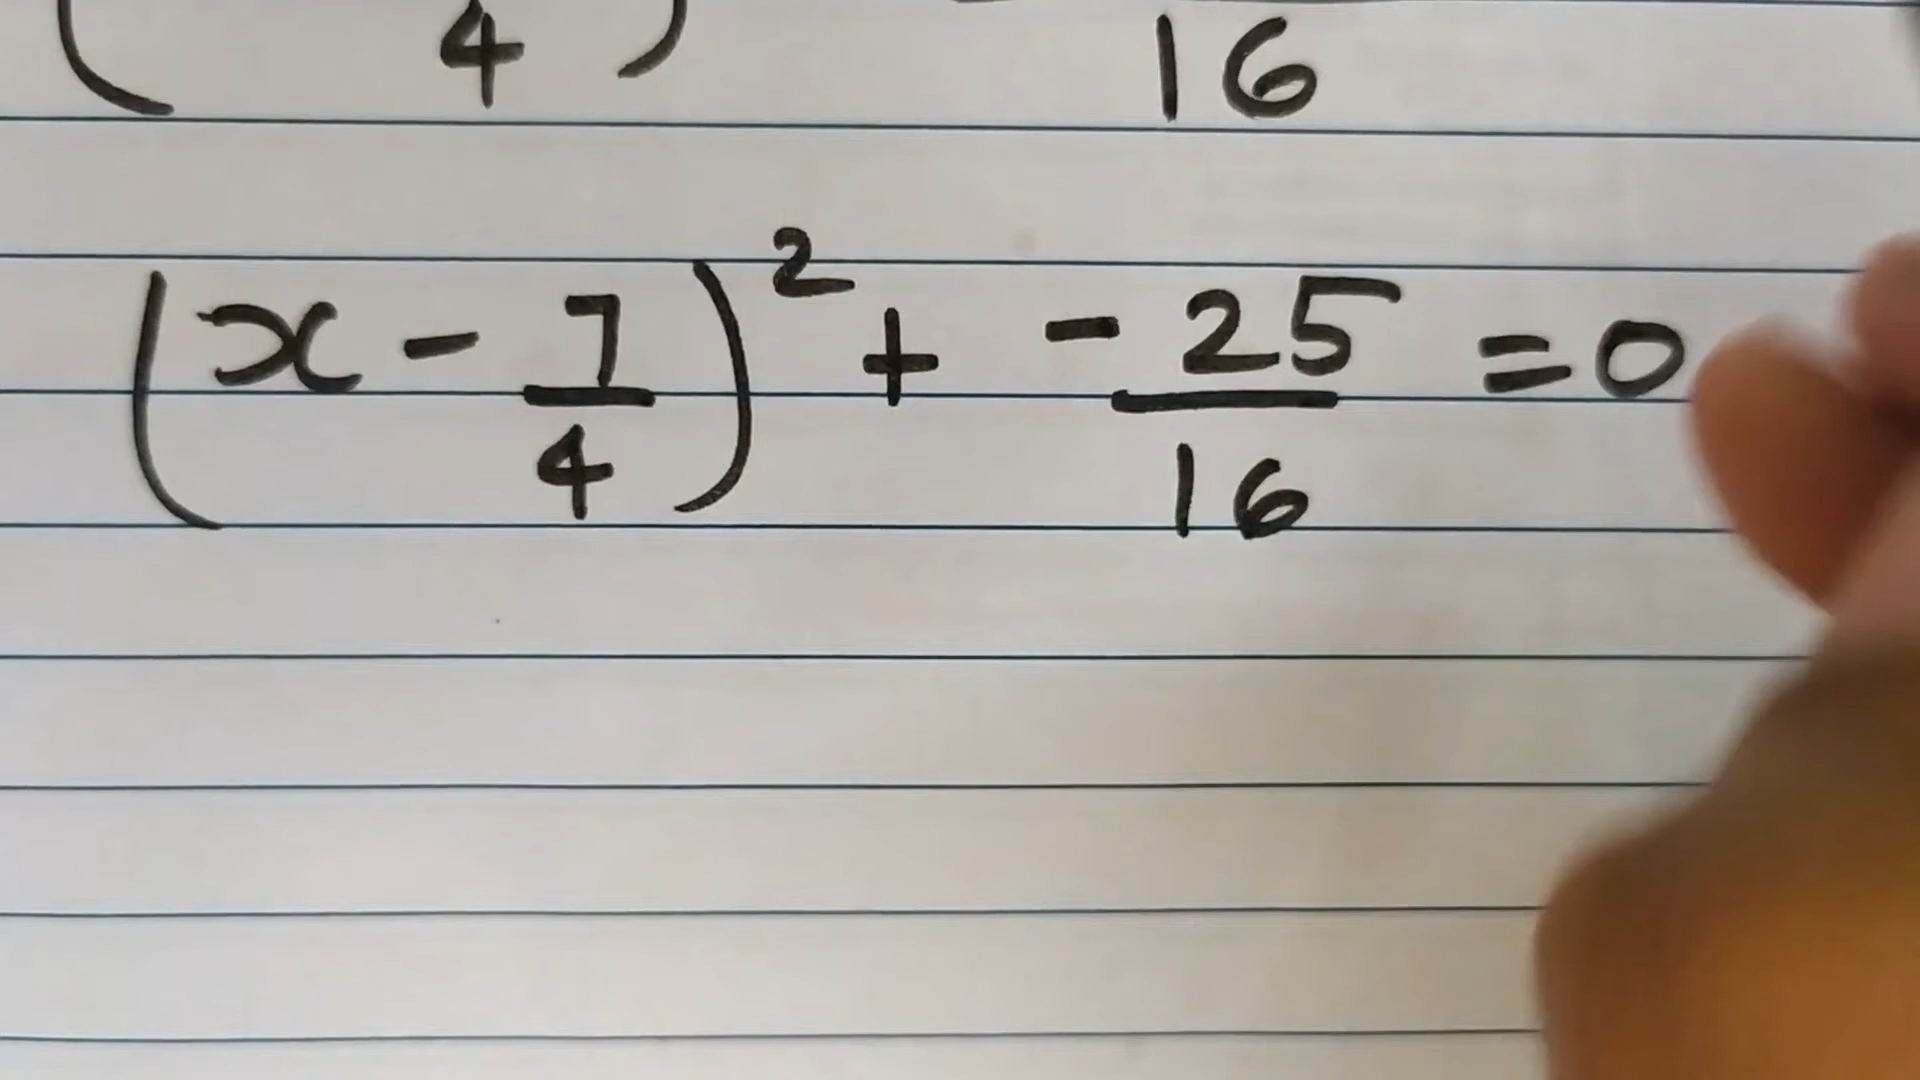 ( 4 ) 16
(x - 7/4)² + -25/16 = 0